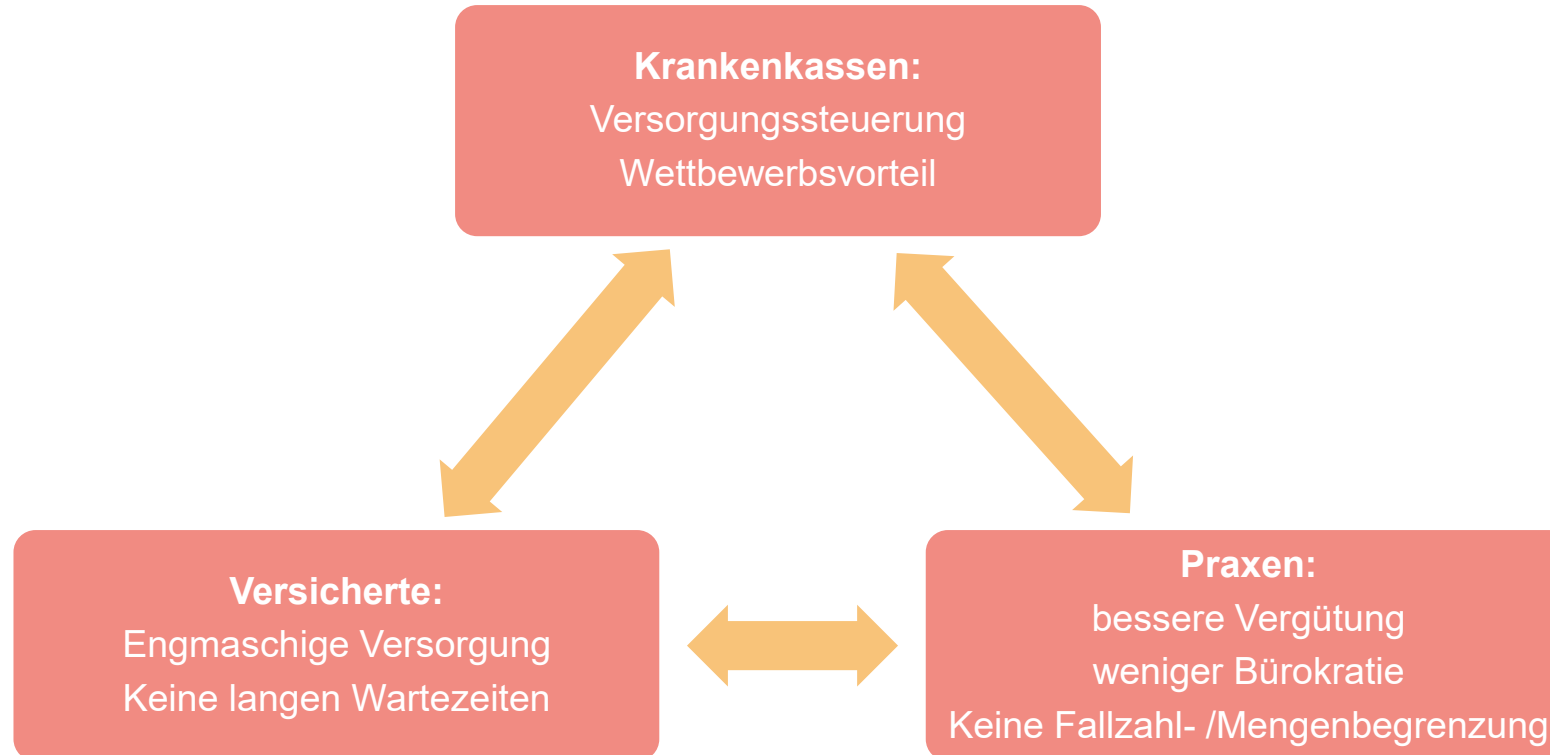 Krankenkassen:
Versorgungssteuerung
Wettbewerbsvorteil
Versicherte:
Engmaschige Versorgung
Keine langen Wartezeiten
Praxen:
bessere Vergütung
weniger Bürokratie
Keine Fallzahl- /Mengenbegrenzung